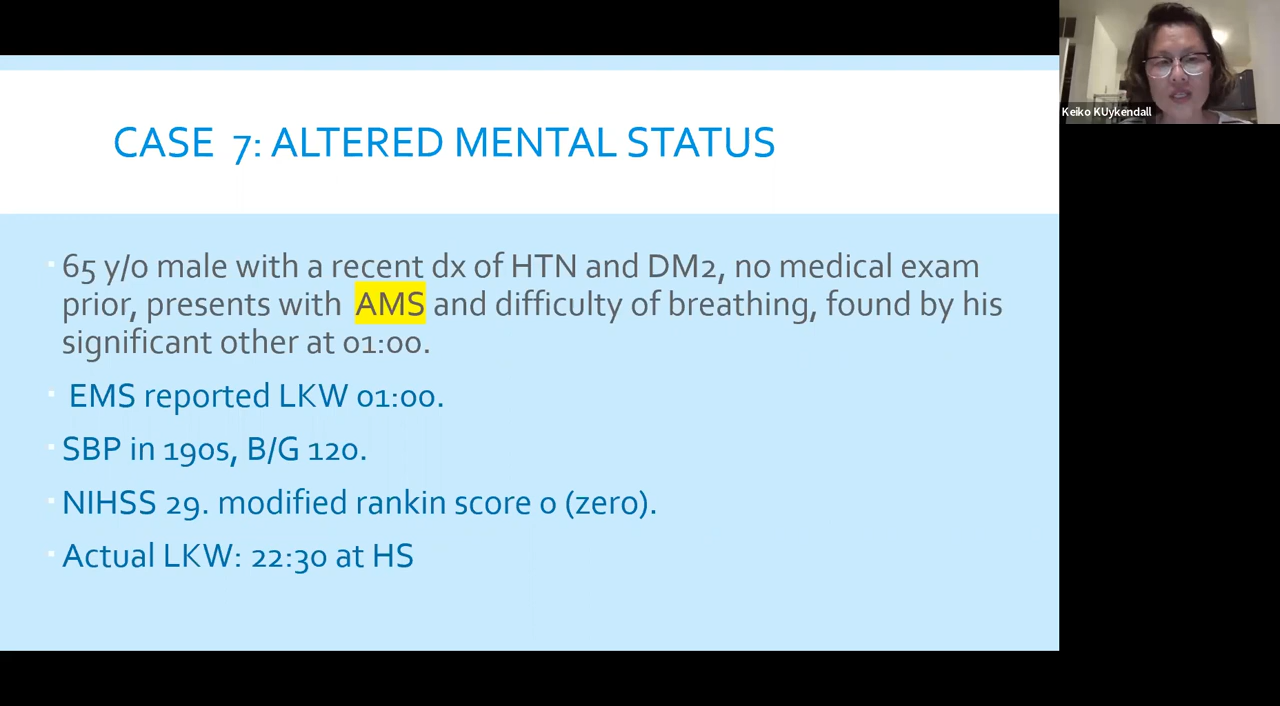 CASE 7: ALTERED MENTAL STATUS
65 y/o male with a recent dx of HTN and DM2, no medical exam
prior, presents with AMS and difficulty of breathing, found by his
significant other at 01:00.
EMS reported LKW 01:00.
SBP in 190s, B/G 120.
NIHSS 29. modified rankin score 0 (zero).
Actual LKW: 22:30 at HS
Keiko KUykendall